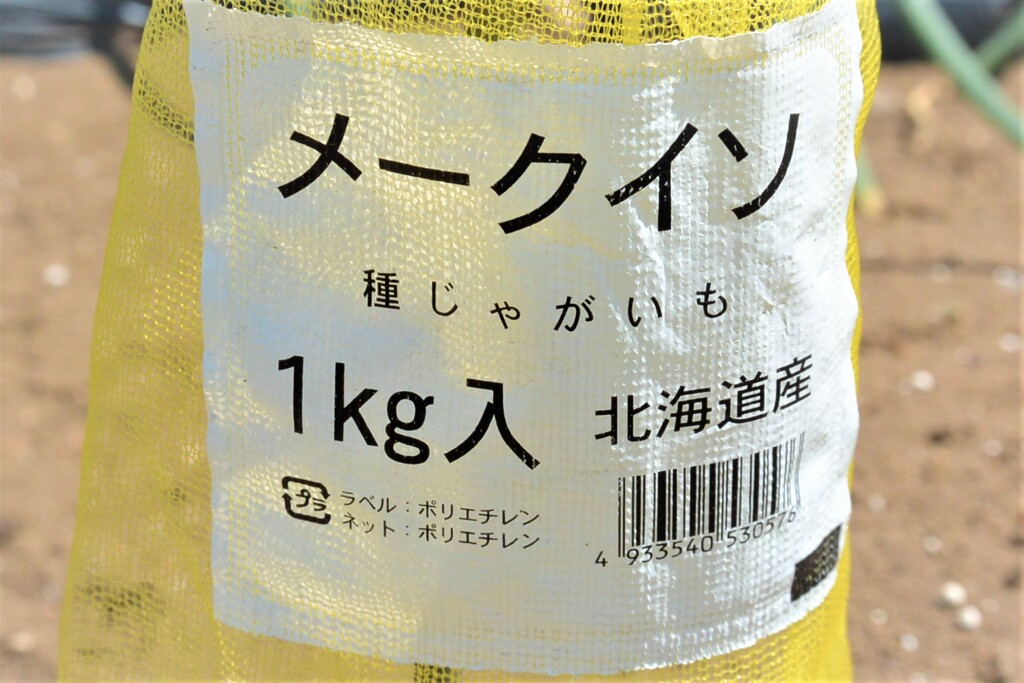 メークイン
種じゃがいも
1kg入 北海道産
プラ ラベル：ポリエチレン
ネット：ポリエチレン
4 933540 530576